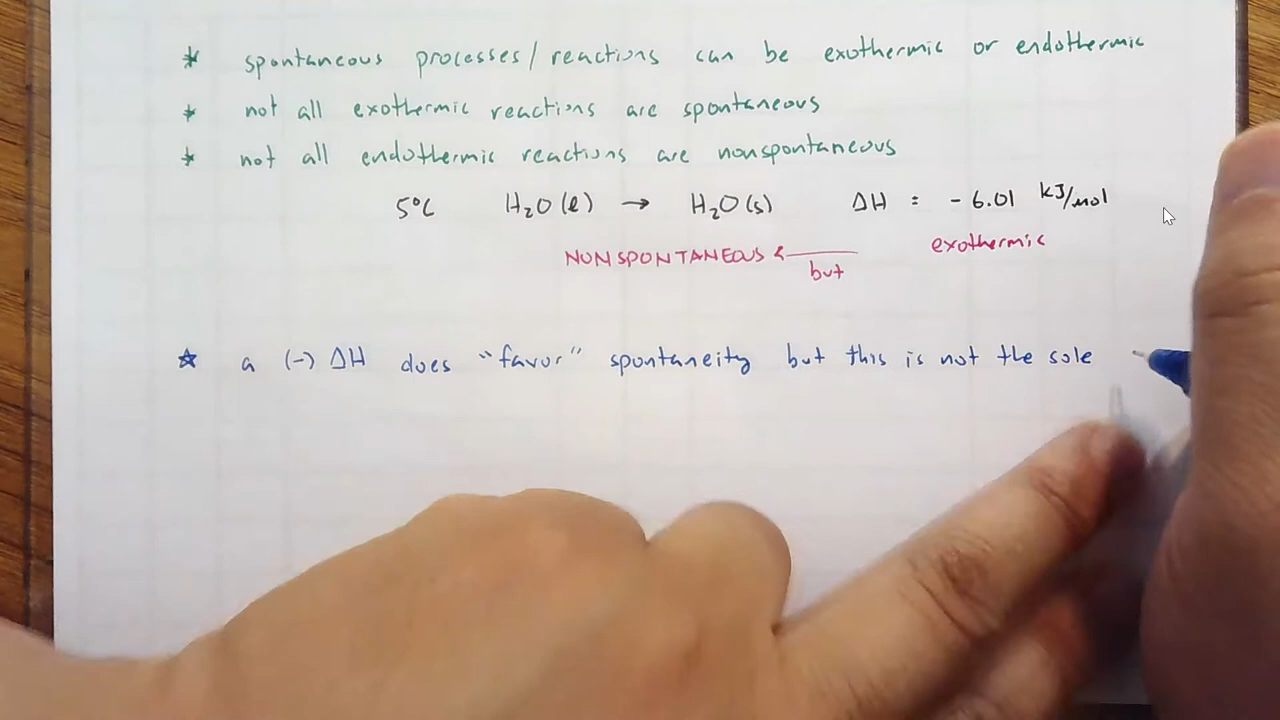 * spontaneous processes/reactions can be exothermic or endothermic
* not all exothermic reactions are spontaneous
* not all endothermic reactions are nonspontaneous
5°C H₂O(l) → H₂O(s) ΔH = -6.01 kJ/mol
NONSPONTANEOUS but exothermic
☆ a (-) ΔH does "favor" spontaneity but this is not the sole